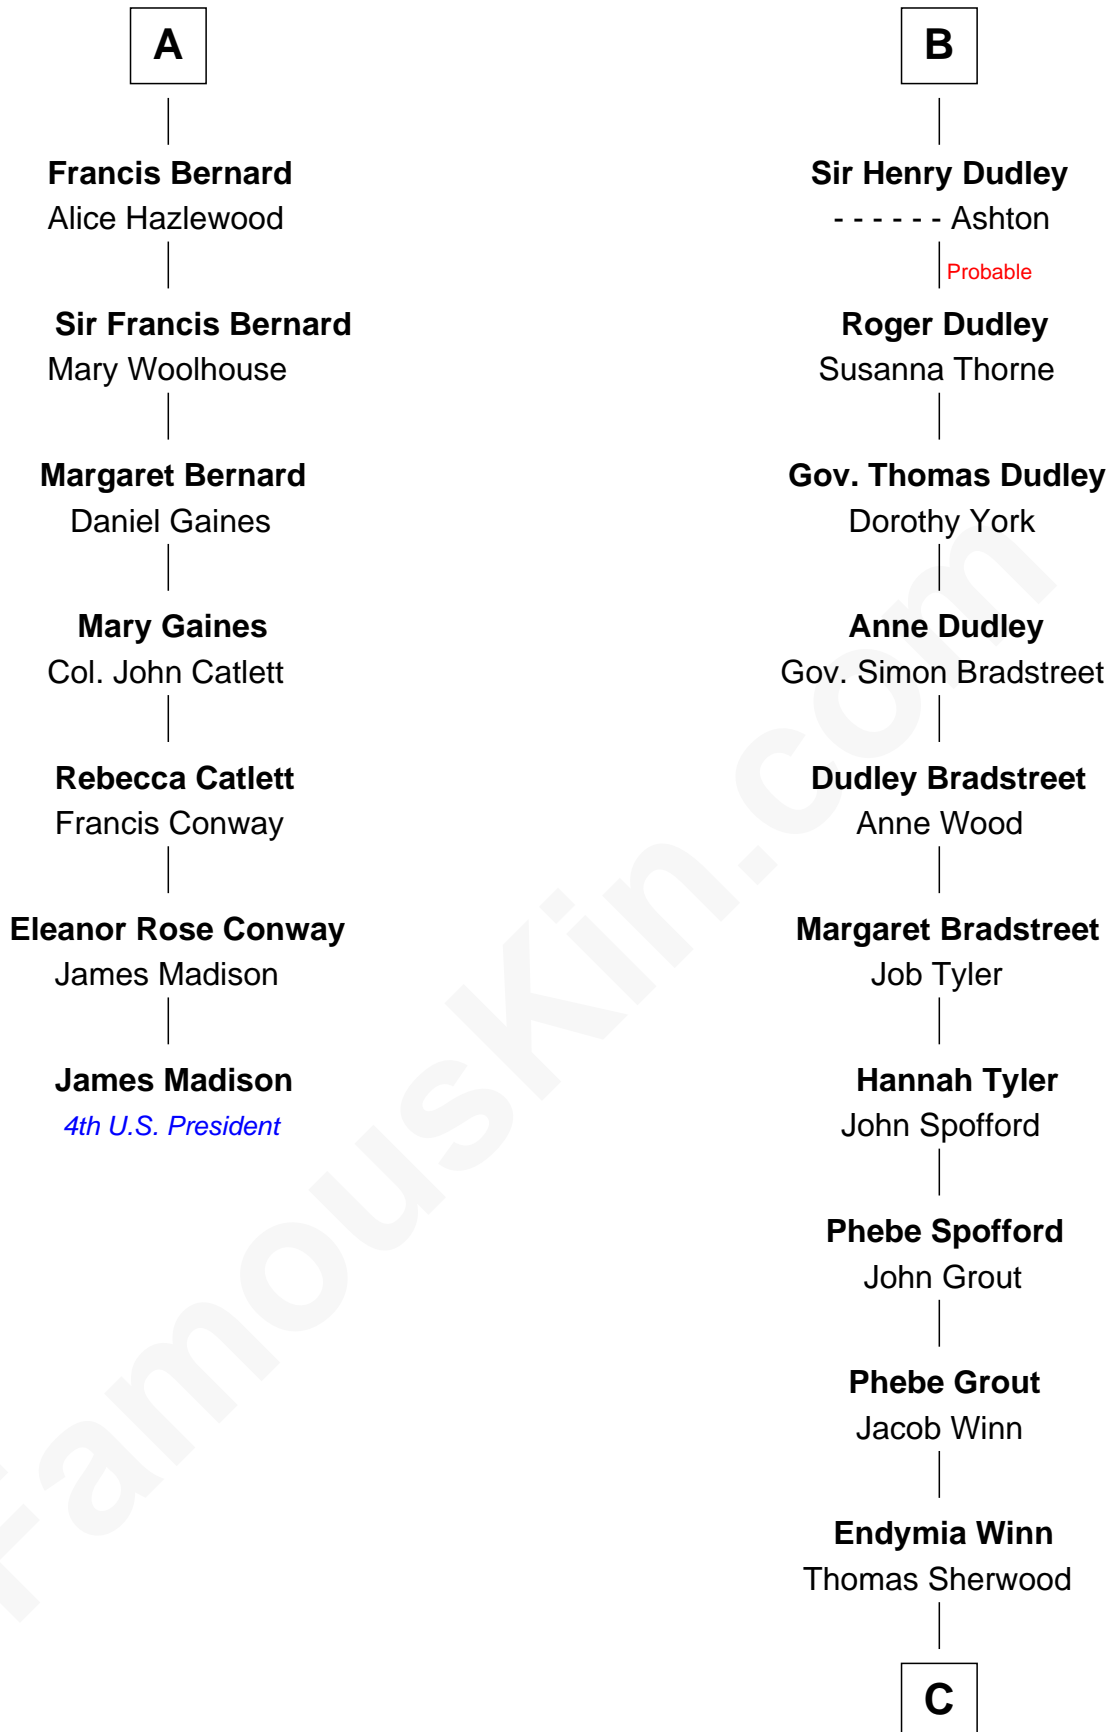 A
Francis Bernard
Alice Hazlewood
Sir Francis Bernard
Mary Woolhouse
Margaret Bernard
Daniel Gaines
Mary Gaines
Col. John Catlett
Rebecca Catlett
Francis Conway
Eleanor Rose Conway
James Madison
James Madison
4th U.S. President
B
Sir Henry Dudley
- - - - - - Ashton
Probable
Roger Dudley
Susanna Thorne
Gov. Thomas Dudley
Dorothy York
Anne Dudley
Gov. Simon Bradstreet
Dudley Bradstreet
Anne Wood
Margaret Bradstreet
Job Tyler
Hannah Tyler
John Spofford
Phebe Spofford
John Grout
Phebe Grout
Jacob Winn
Endymia Winn
Thomas Sherwood
C
FamousKin.com